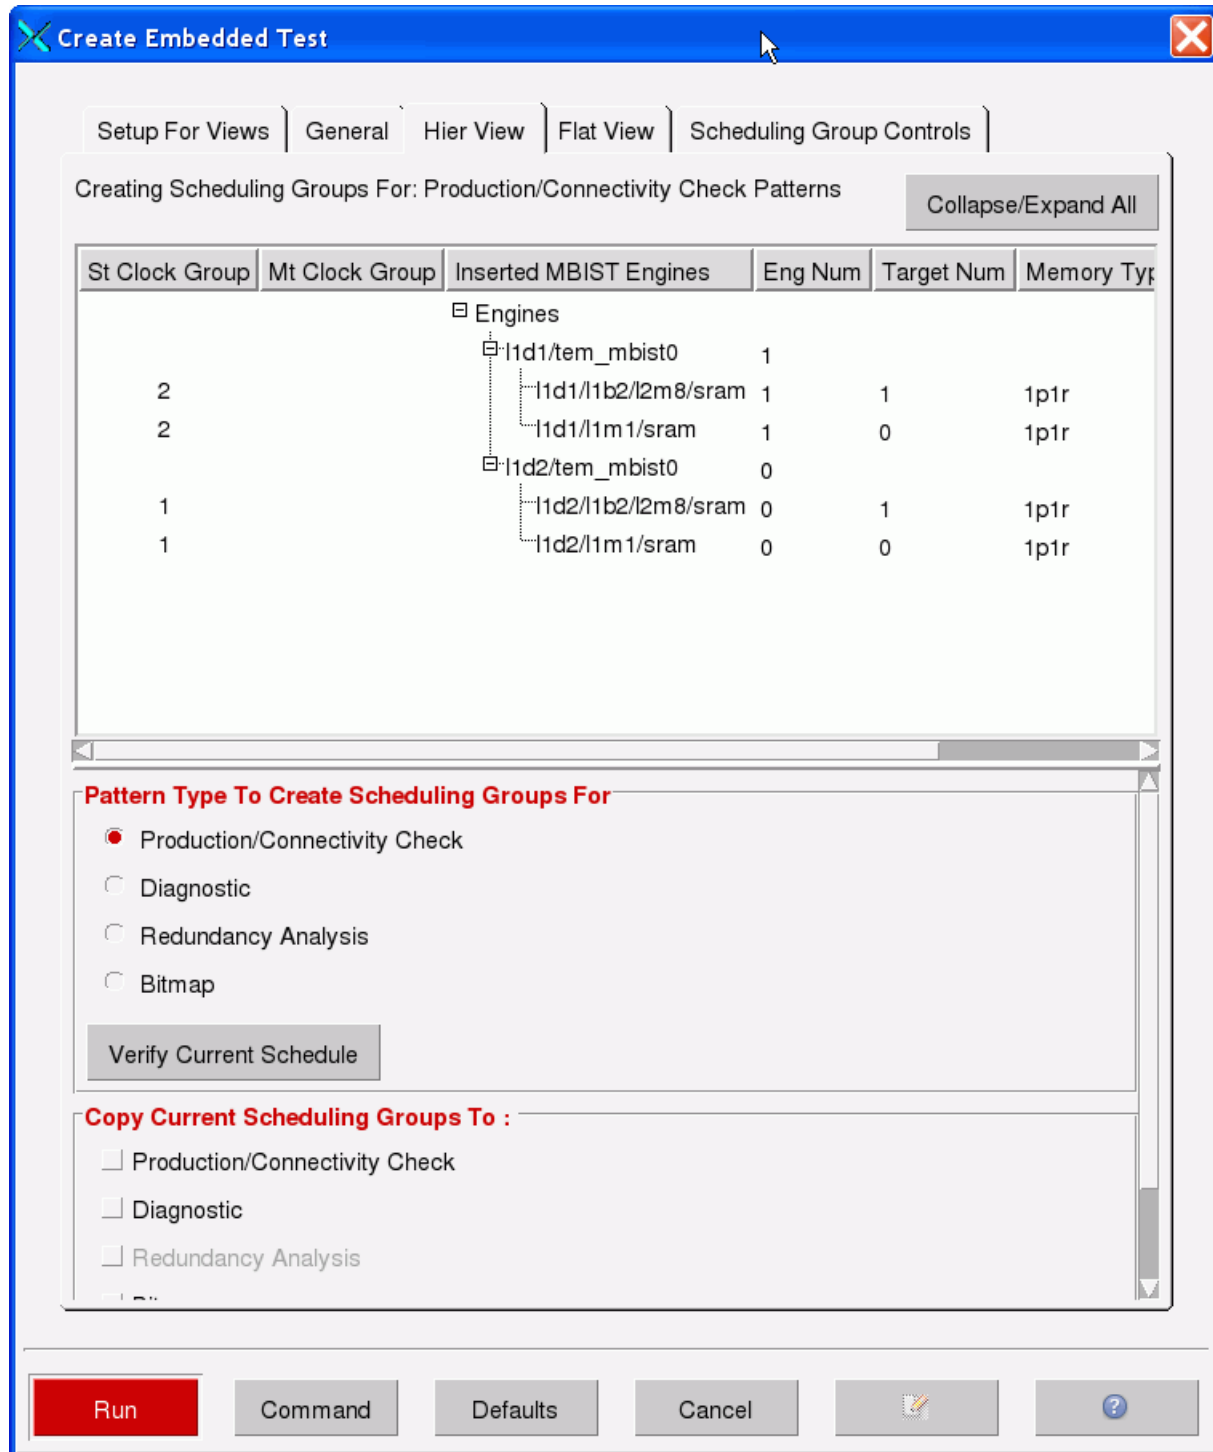 Create Embedded Test
Setup For Views General Hier View Flat View Scheduling Group Controls
Creating Scheduling Groups For: Production/Connectivity Check Patterns
Collapse/Expand All
St Clock Group Mt Clock Group Inserted MBIST Engines Eng Num Target Num Memory Typ
Engines
l1d1/tem_mbist0 1
2 l1d1/l1b2/l2m8/sram 1 1 1p1r
2 l1d1/l1m1/sram 1 0 1p1r
l1d2/tem_mbist0 0
1 l1d2/l1b2/l2m8/sram 0 1 1p1r
1 l1d2/l1m1/sram 0 0 1p1r
Pattern Type To Create Scheduling Groups For
Production/Connectivity Check
Diagnostic
Redundancy Analysis
Bitmap
Verify Current Schedule
Copy Current Scheduling Groups To :
Production/Connectivity Check
Diagnostic
Redundancy Analysis
Run Command Defaults Cancel ?